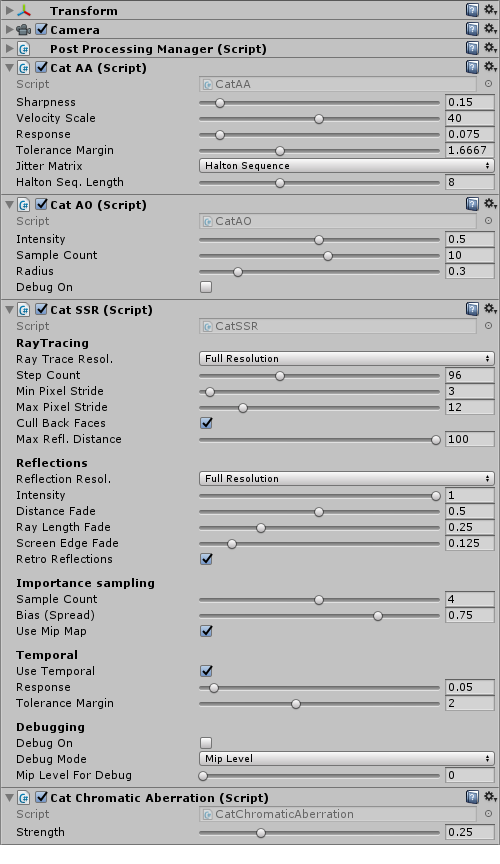 Transform
Camera
Post Processing Manager (Script)
Cat AA (Script)
Script CatAA
Sharpness 0.15
Velocity Scale 40
Response 0.075
Tolerance Margin 1.6667
Jitter Matrix Halton Sequence
Halton Seq. Length 8
Cat AO (Script)
Script CatAO
Intensity 0.5
Sample Count 10
Radius 0.3
Debug On
Cat SSR (Script)
Script CatSSR
RayTracing
Ray Trace Resol. Full Resolution
Step Count 96
Min Pixel Stride 3
Max Pixel Stride 12
Cull Back Faces
Max Refl. Distance 100
Reflections
Reflection Resol. Full Resolution
Intensity 1
Distance Fade 0.5
Ray Length Fade 0.25
Screen Edge Fade 0.125
Retro Reflections
Importance sampling
Sample Count 4
Bias (Spread) 0.75
Use Mip Map
Temporal
Use Temporal
Response 0.05
Tolerance Margin 2
Debugging
Debug On
Debug Mode Mip Level
Mip Level For Debug 0
Cat Chromatic Aberration (Script)
Script CatChromaticAberration
Strength 0.25